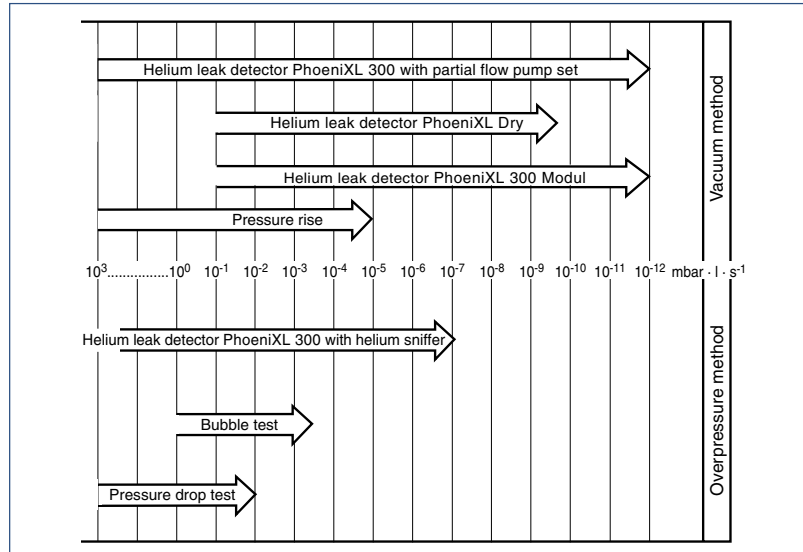 Helium leak detector PhoeniXL 300 with partial flow pump set
Helium leak detector PhoeniXL Dry
Helium leak detector PhoeniXL 300 Modul
Pressure rise
Vacuum method
10³................10⁰ 10⁻¹ 10⁻² 10⁻³ 10⁻⁴ 10⁻⁵ 10⁻⁶ 10⁻⁷ 10⁻⁸ 10⁻⁹ 10⁻¹⁰ 10⁻¹¹ 10⁻¹² mbar · l · s⁻¹
Helium leak detector PhoeniXL 300 with helium sniffer
Bubble test
Pressure drop test
Overpressure method